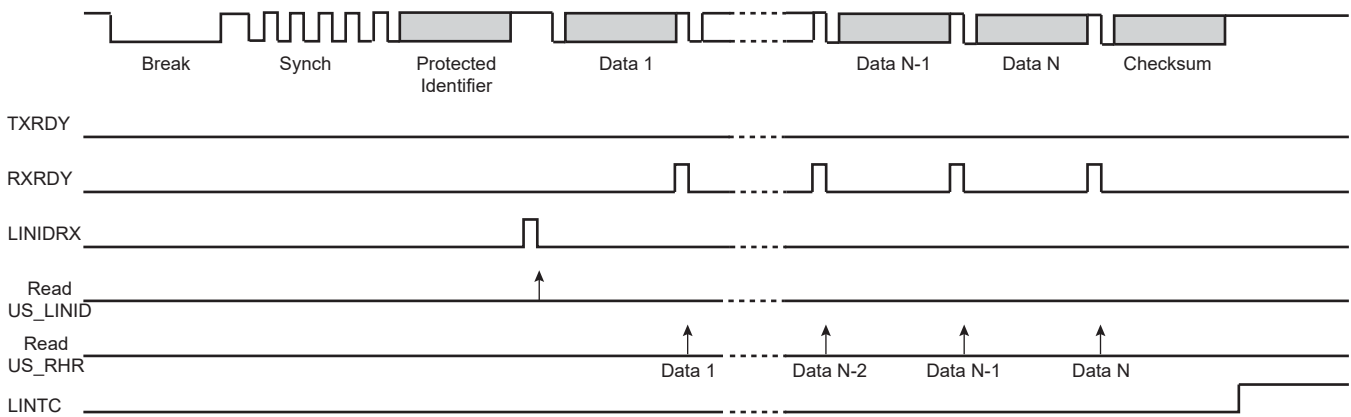 Break Synch Protected Data 1 Data N-1 Data N Checksum
Identifier
TXRDY
RXRDY
LINIDRX
Read
US_LINID
Read
US_RHR
Data 1 Data N-2 Data N-1 Data N
LINTC